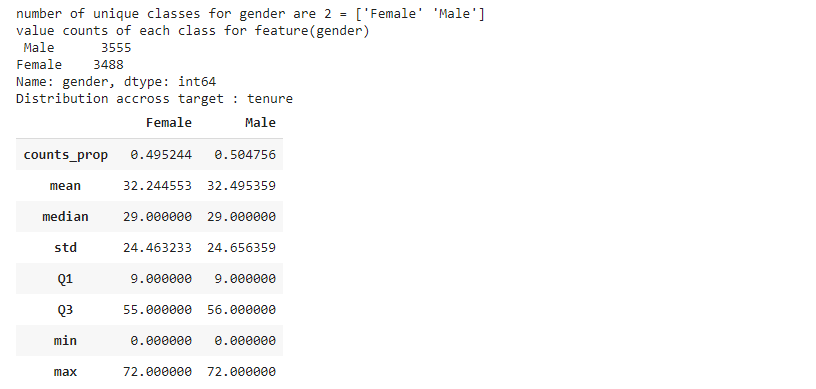 number of unique classes for gender are 2 = ['Female' 'Male']
value counts of each class for feature(gender)
Male 3555
Female 3488
Name: gender, dtype: int64
Distribution accross target : tenure
Female Male
counts_prop 0.495244 0.504756
mean 32.244553 32.495359
median 29.000000 29.000000
std 24.463233 24.656359
Q1 9.000000 9.000000
Q3 55.000000 56.000000
min 0.000000 0.000000
max 72.000000 72.000000